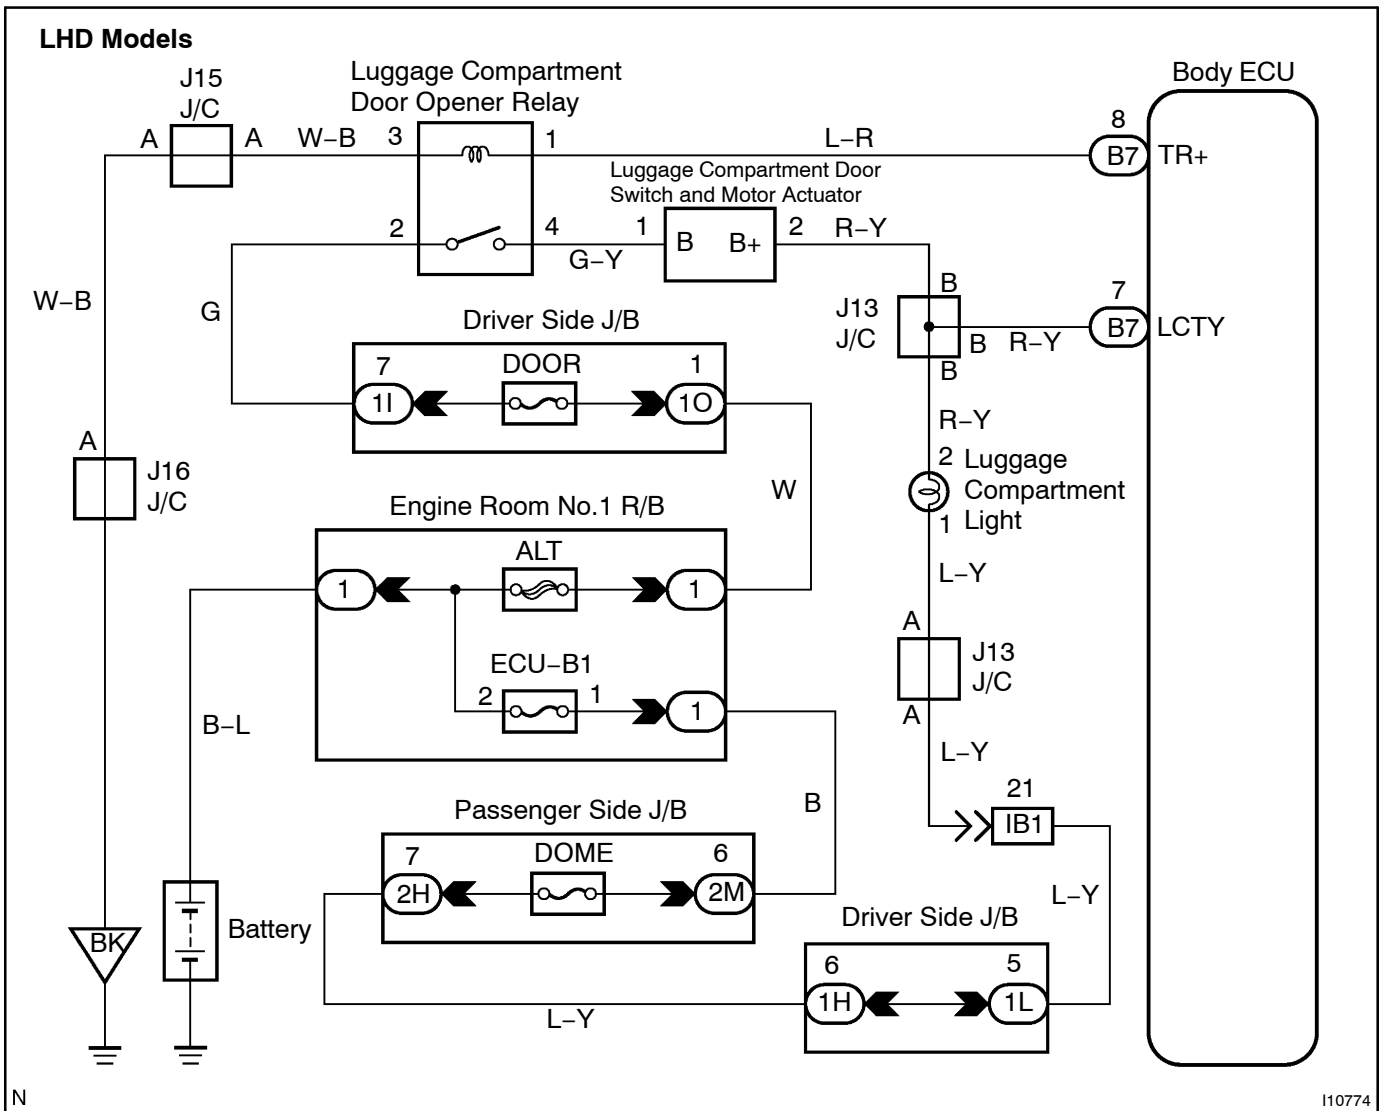 LHD Models
J15
J/C
Luggage Compartment
Door Opener Relay
Body ECU
A
A
W–B
3
1
L–R
8
B7
TR+
Luggage Compartment Door
Switch and Motor Actuator
2
4
G–Y
1
B
B+
2
R–Y
W–B
G
J13
J/C
B
B
B
R–Y
7
B7
LCTY
Driver Side J/B
7
DOOR
1
1I
1O
R–Y
A
J16
J/C
W
2
Luggage
Compartment
Light
1
Engine Room No.1 R/B
ALT
1
1
L–Y
A
J13
J/C
A
ECU–B1
2
1
1
B–L
L–Y
B
21
IB1
Passenger Side J/B
7
DOME
6
2H
2M
L–Y
BK
Battery
Driver Side J/B
6
5
1H
1L
L–Y
N
I10774